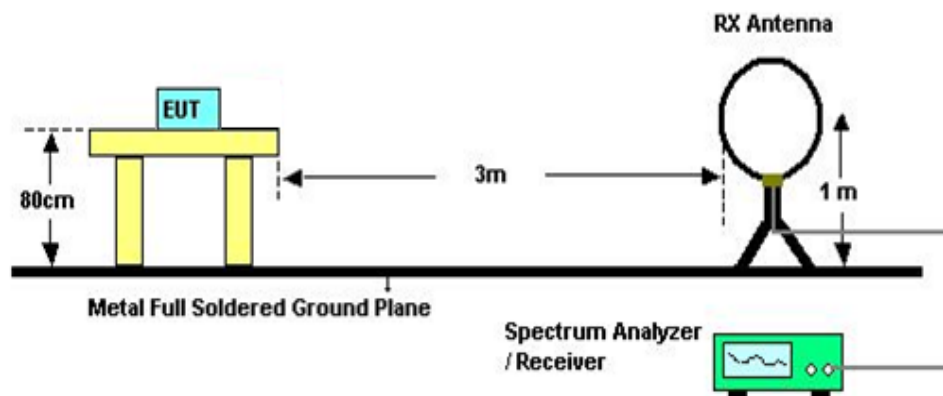 RX Antenna
EUT
80cm
3m
1 m
Metal Full Soldered Ground Plane
Spectrum Analyzer
/ Receiver